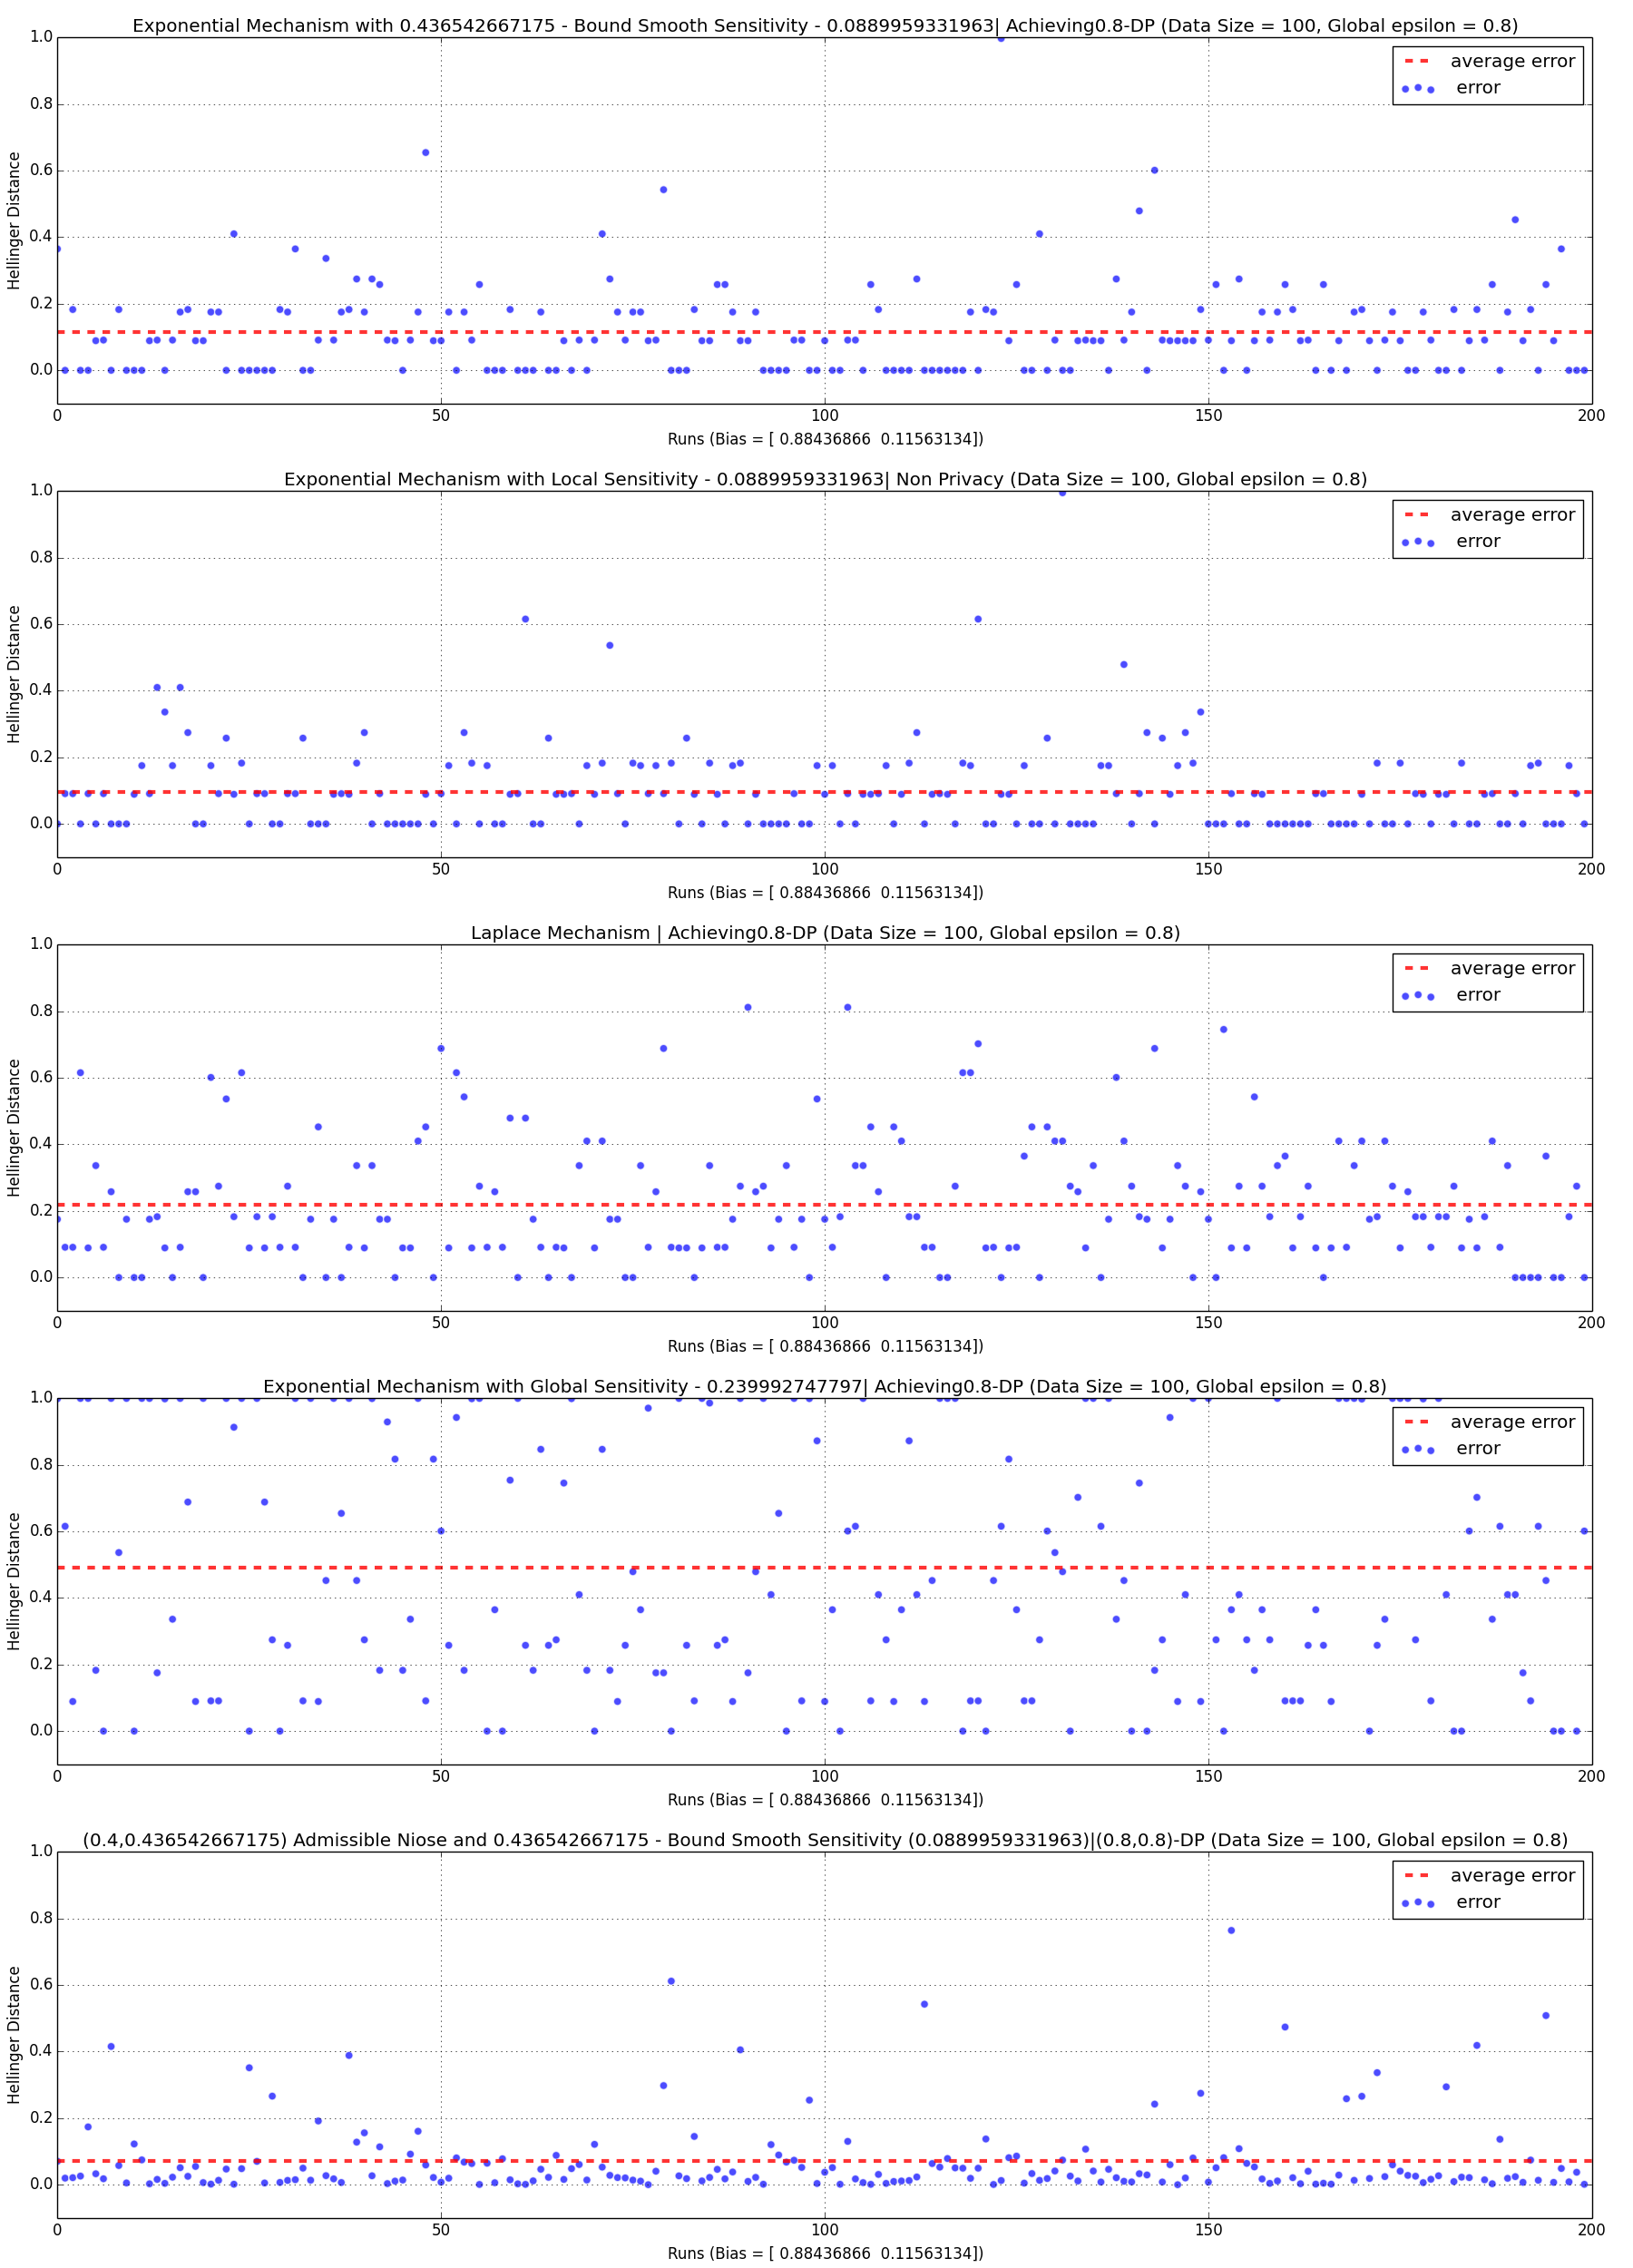 Exponential Mechanism with 0.436542667175 - Bound Smooth Sensitivity - 0.0889959331963| Achieving0.8-DP (Data Size = 100, Global epsilon = 0.8)
1.0
0.8
0.6
0.4
0.2
0.0
Hellinger Distance
average error
error
0 50 100 150 200
Runs (Bias = [ 0.88436866 0.11563134])
Exponential Mechanism with Local Sensitivity - 0.0889959331963| Non Privacy (Data Size = 100, Global epsilon = 0.8)
1.0
0.8
0.6
0.4
0.2
0.0
Hellinger Distance
average error
error
0 50 100 150 200
Runs (Bias = [ 0.88436866 0.11563134])
Laplace Mechanism | Achieving0.8-DP (Data Size = 100, Global epsilon = 0.8)
1.0
0.8
0.6
0.4
0.2
0.0
Hellinger Distance
average error
error
0 50 100 150 200
Runs (Bias = [ 0.88436866 0.11563134])
Exponential Mechanism with Global Sensitivity - 0.239992747797| Achieving0.8-DP (Data Size = 100, Global epsilon = 0.8)
1.0
0.8
0.6
0.4
0.2
0.0
Hellinger Distance
average error
error
0 50 100 150 200
Runs (Bias = [ 0.88436866 0.11563134])
(0.4,0.436542667175) Admissible Niose and 0.436542667175 - Bound Smooth Sensitivity (0.0889959331963)|(0.8,0.8)-DP (Data Size = 100, Global epsilon = 0.8)
1.0
0.8
0.6
0.4
0.2
0.0
Hellinger Distance
average error
error
0 50 100 150 200
Runs (Bias = [ 0.88436866 0.11563134])